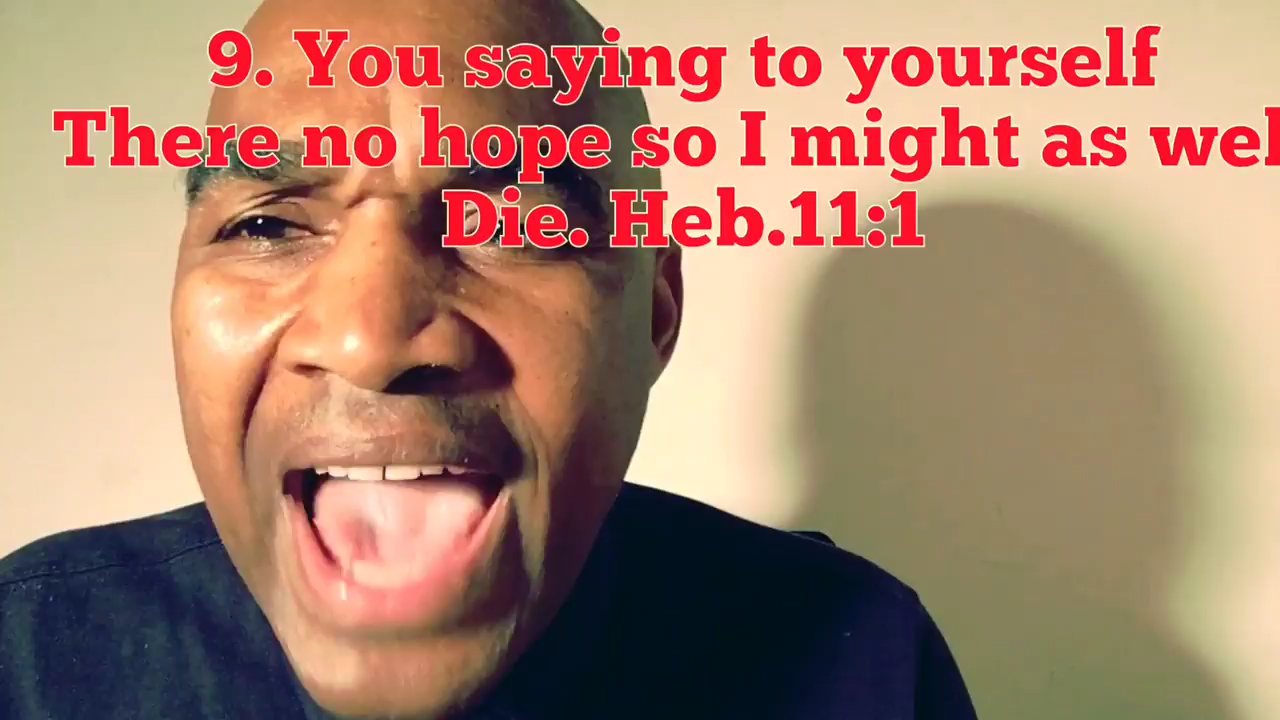 9. You saying to yourself
There no hope so I might as wel
Die. Heb.11:1